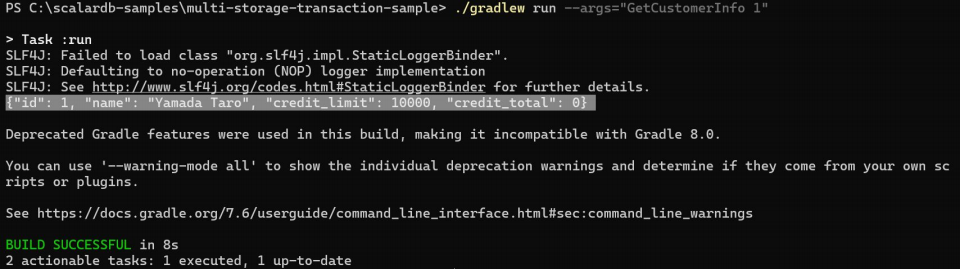 PS C:\scalardb-samples\multi-storage-transaction-sample> ./gradlew run --args="GetCustomerInfo 1"
> Task :run
SLF4J: Failed to load class "org.slf4j.impl.StaticLoggerBinder".
SLF4J: Defaulting to no-operation (NOP) logger implementation
SLF4J: See http://www.slf4j.org/codes.html#StaticLoggerBinder for further details.
{"id": 1, "name": "Yamada Taro", "credit_limit": 10000, "credit_total": 0}
Deprecated Gradle features were used in this build, making it incompatible with Gradle 8.0.
You can use '--warning-mode all' to show the individual deprecation warnings and determine if they come from your own sc
ripts or plugins.
See https://docs.gradle.org/7.6/userguide/command_line_interface.html#sec:command_line_warnings
BUILD SUCCESSFUL in 8s
2 actionable tasks: 1 executed, 1 up-to-date